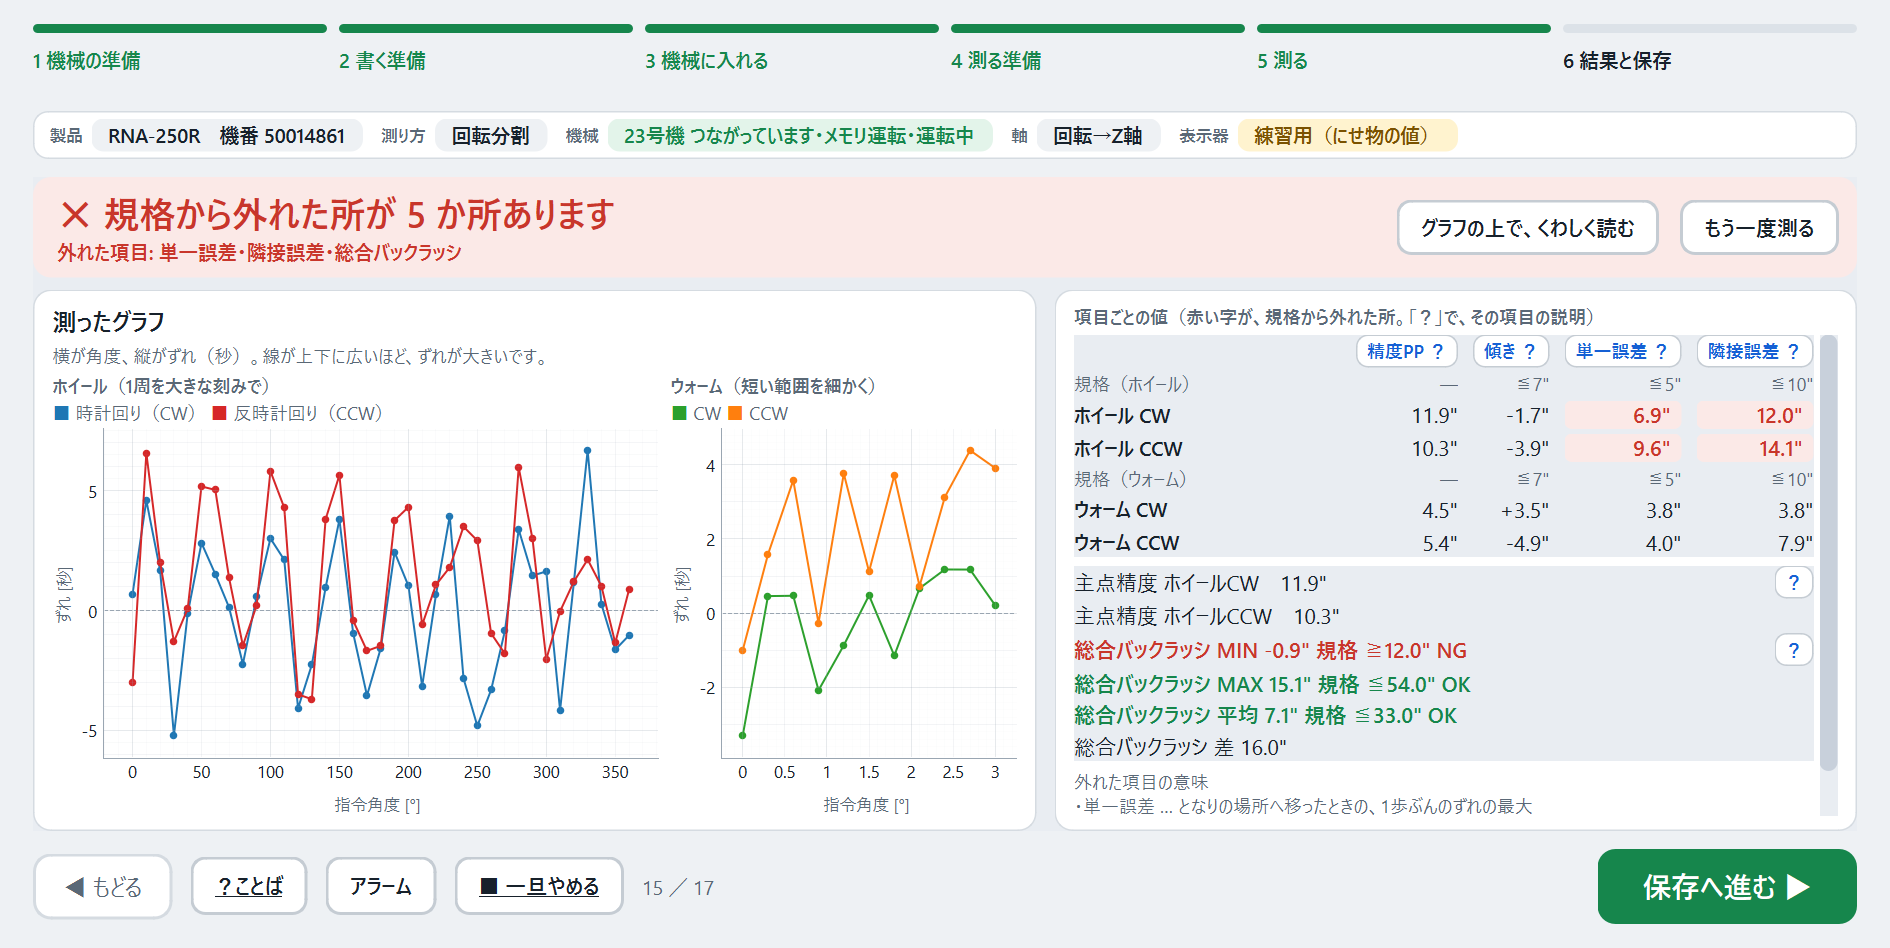 1 機械の準備
2 書く準備
3 機械に入れる
4 測る準備
5 測る
6 結果と保存
製品 RNA-250R 機番 50014861 測り方 回転分割 機械 23号機 つながっています・メモリ運転・運転中 軸 回転→Z軸 表示器 練習用（にせ物の値）
✕ 規格から外れた所が 5 か所あります
外れた項目: 単一誤差・隣接誤差・総合バックラッシ
グラフの上で、くわしく読む
もう一度測る
測ったグラフ
横が角度、縦がずれ（秒）。線が上下に広いほど、ずれが大きいです。
ホイール（1周を大きな刻みで）
時計回り（CW） 反時計回り（CCW）
ずれ [秒]
5
0
-5
0 50 100 150 200 250 300 350
指令角度 [°]
ウォーム（短い範囲を細かく）
CW CCW
ずれ [秒]
4
2
0
-2
0 0.5 1 1.5 2 2.5 3
指令角度 [°]
項目ごとの値（赤い字が、規格から外れた所。「？」で、その項目の説明）
精度PP ? 傾き ? 単一誤差 ? 隣接誤差 ?
規格（ホイール） — ≦7" ≦5" ≦10"
ホイール CW 11.9" -1.7" 6.9" 12.0"
ホイール CCW 10.3" -3.9" 9.6" 14.1"
規格（ウォーム） — ≦7" ≦5" ≦10"
ウォーム CW 4.5" +3.5" 3.8" 3.8"
ウォーム CCW 5.4" -4.9" 4.0" 7.9"
主点精度 ホイールCW 11.9" ?
主点精度 ホイールCCW 10.3"
総合バックラッシ MIN -0.9" 規格 ≧12.0" NG ?
総合バックラッシ MAX 15.1" 規格 ≦54.0" OK
総合バックラッシ 平均 7.1" 規格 ≦33.0" OK
総合バックラッシ 差 16.0"
外れた項目の意味
・単一誤差 … となりの場所へ移ったときの、1歩ぶんのずれの最大
◀ もどる
？ことば
アラーム
■ 一旦やめる
15 ／ 17
保存へ進む ▶